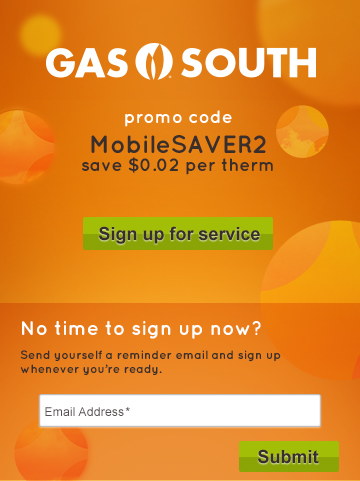 GAS SOUTH
promo code
MobileSAVER2
save $0.02 per therm
Sign up for service
No time to sign up now?
Send yourself a reminder email and sign up
whenever you're ready.
Email Address*
Submit